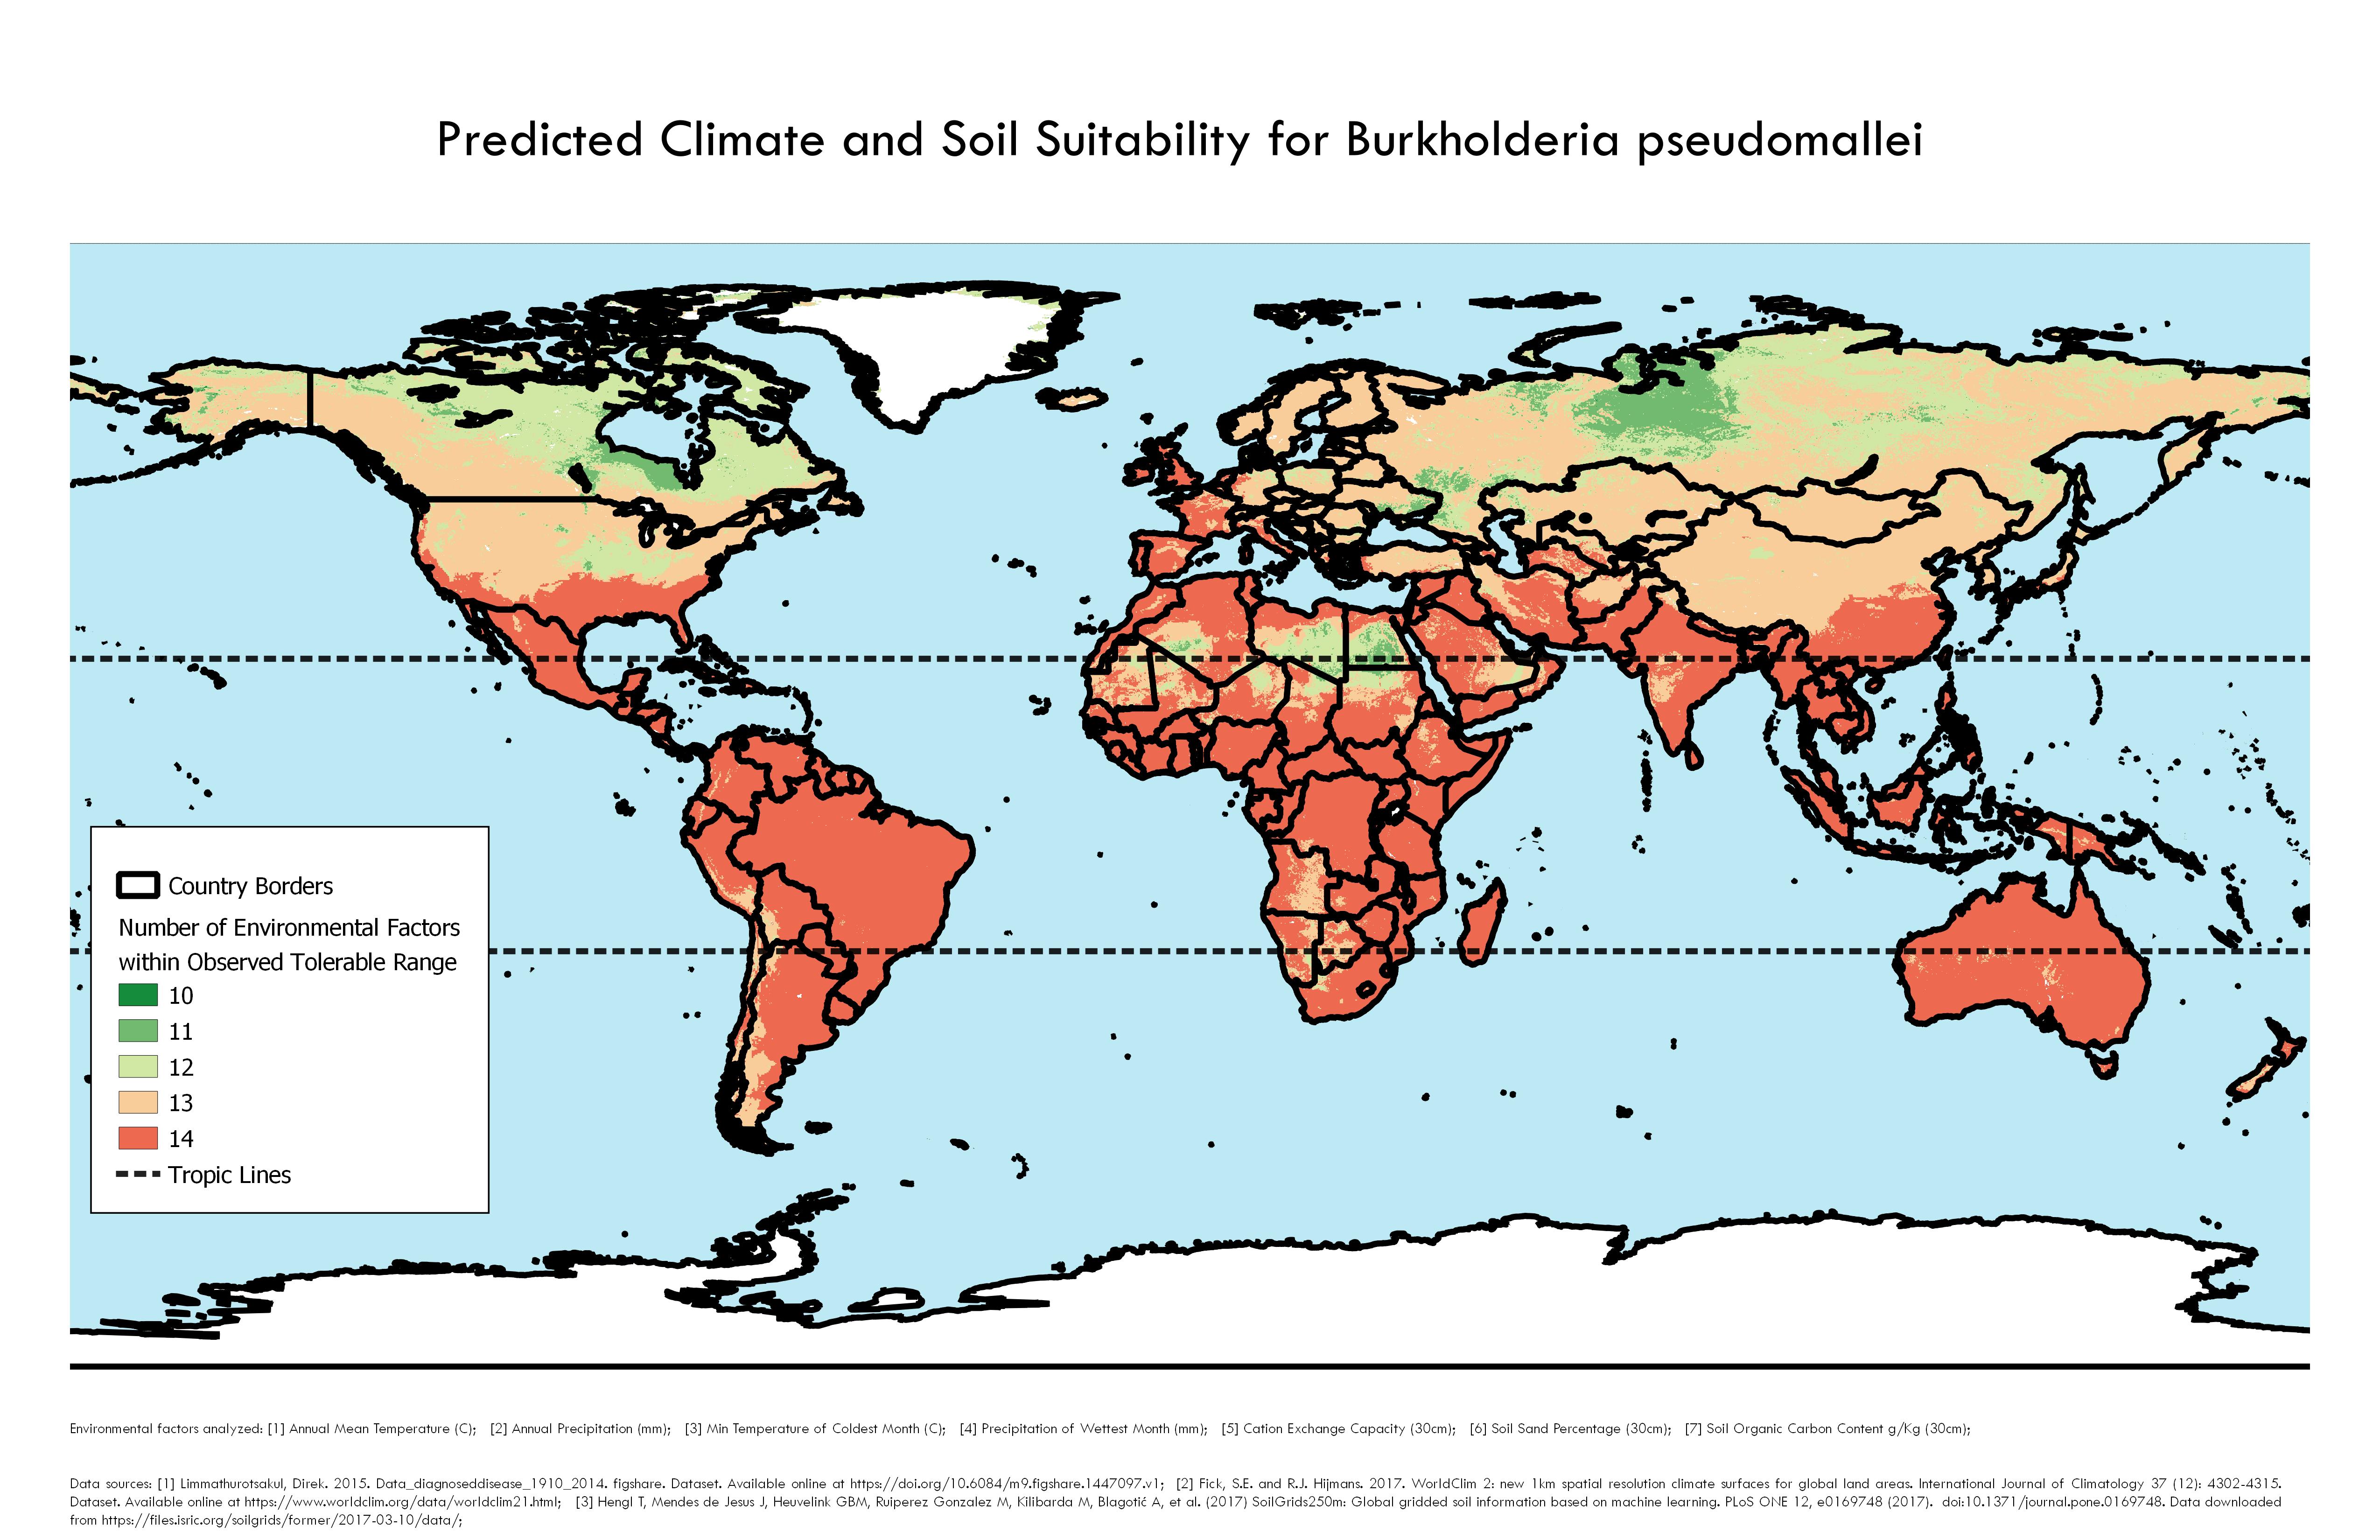 Predicted Climate and Soil Suitability for Burkholderia pseudomallei
Country Borders
Number of Environmental Factors
within Observed Tolerable Range
10
11
12
13
14
Tropic Lines
Environmental factors analyzed: [1] Annual Mean Temperature (C); [2] Annual Precipitation (mm); [3] Min Temperature of Coldest Month (C); [4] Precipitation of Wettest Month (mm); [5] Cation Exchange Capacity (30cm); [6] Soil Sand Percentage (30cm); [7] Soil Organic Carbon Content g/Kg (30cm);
Data sources: [1] Limmathurotsakul, Direk. 2015. Data_diagnoseddisease_1910_2014. figshare. Dataset. Available online at https://doi.org/10.6084/m9.figshare.1447097.v1; [2] Fick, S.E. and R.J. Hijmans. 2017. WorldClim 2: new 1km spatial resolution climate surfaces for global land areas. International Journal of Climatology 37 (12): 4302-4315.
Dataset. Available online at https://www.worldclim.org/data/worldclim21.html; [3] Hengl T, Mendes de Jesus J, Heuvelink GBM, Ruiperez Gonzalez M, Kilibarda M, Blagotić A, et al. (2017) SoilGrids250m: Global gridded soil information based on machine learning. PLoS ONE 12, e0169748 (2017). doi:10.1371/journal.pone.0169748. Data downloaded
from https://files.isric.org/soilgrids/former/2017-03-10/data/;